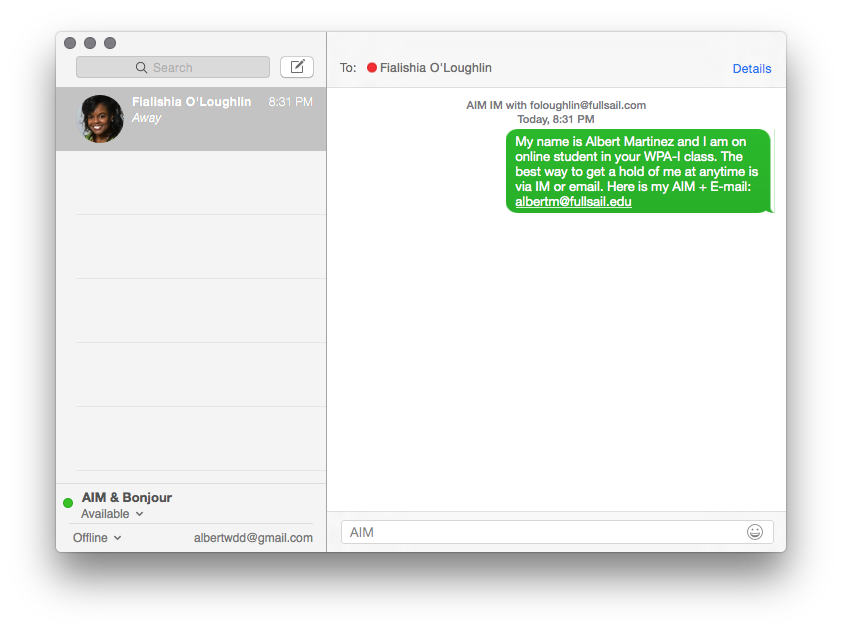 Search
Fialishia O'Loughlin 8:31 PM
Away
AIM & Bonjour
Available
Offline albertwdd@gmail.com
To: Fialishia O'Loughlin Details
AIM IM with foloughlin@fullsail.com
Today, 8:31 PM
My name is Albert Martinez and I am on
online student in your WPA-I class. The
best way to get a hold of me at anytime is
via IM or email. Here is my AIM + E-mail:
albertm@fullsail.edu
AIM